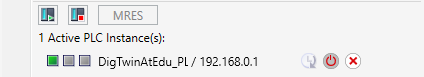 MRES
1 Active PLC Instance(s):
DigTwinAtEdu_PL / 192.168.0.1